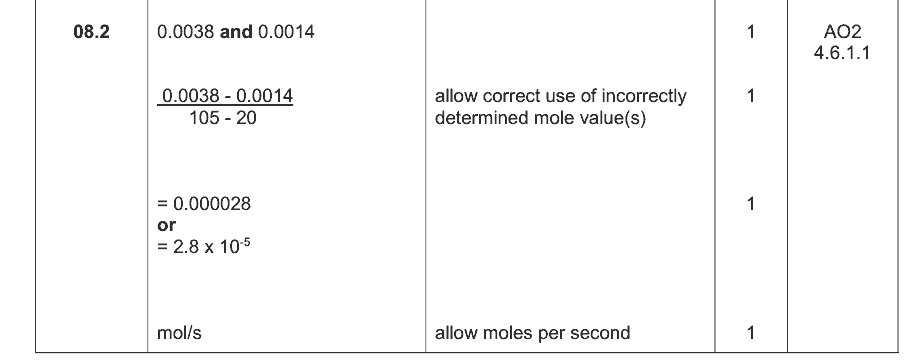 08.2
0.0038 and 0.0014
1
AO2
4.6.1.1
0.0038 - 0.0014
105 - 20
allow correct use of incorrectly
determined mole value(s)
1
= 0.000028
or
= 2.8 x 10⁻⁵
1
mol/s
allow moles per second
1